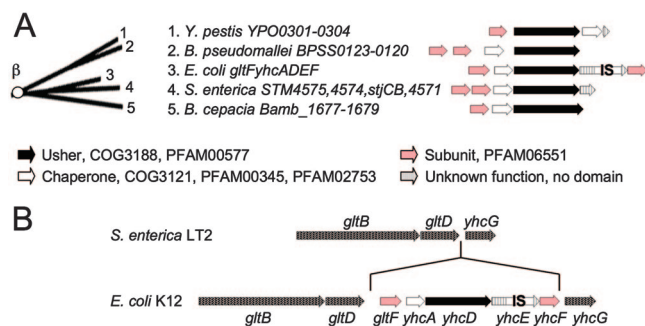 A
β
1
2
3
4
5
1. Y. pestis YPO0301-0304
2. B. pseudomallei BPSS0123-0120
3. E. coli gltFyhcADEF
4. S. enterica STM4575,4574,stjCB,4571
5. B. cepacia Bamb_1677-1679
IS
Usher, COG3188, PFAM00577
Subunit, PFAM06551
Chaperone, COG3121, PFAM00345, PFAM02753
Unknown function, no domain
B
gltB gltD yhcG
S. enterica LT2
E. coli K12
IS
gltB gltD gltF yhcA yhcD yhcE yhcF yhcG